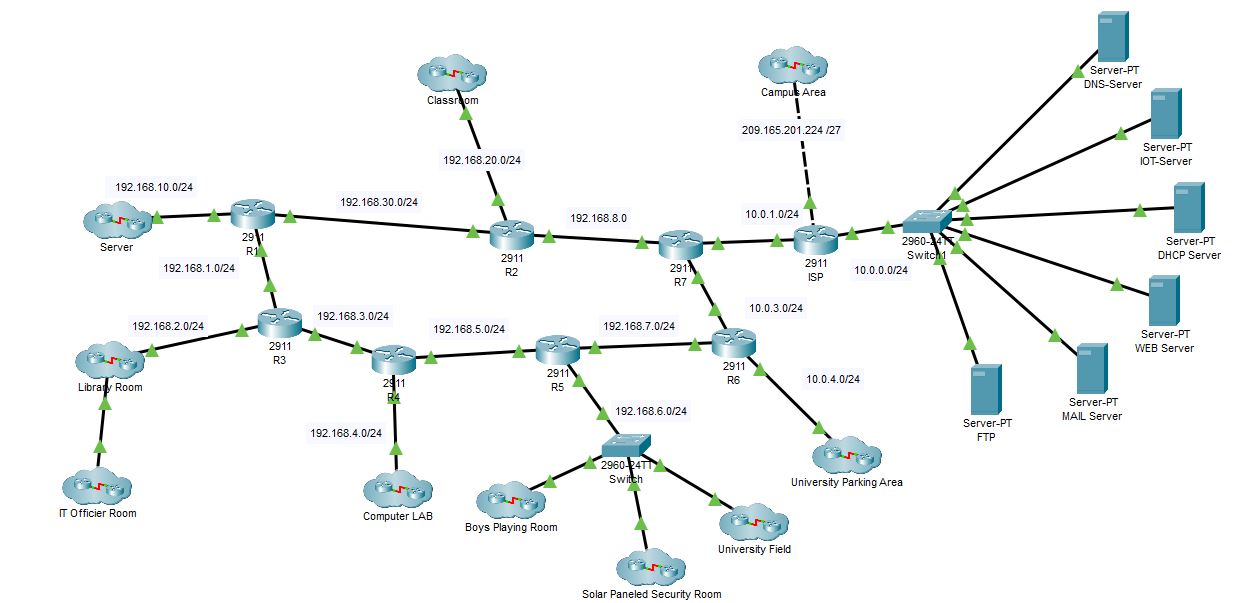 Server-PT
DNS-Server
Classroom
Campus Area
209.165.201.224 /27
Server-PT
IOT-Server
192.168.20.0/24
192.168.10.0/24
192.168.30.0/24
192.168.8.0
10.0.1.0/24
Server
2911
R1
2911
R2
2911
R7
2911
ISP
2960-24TT
Switch1
Server-PT
DHCP Server
192.168.1.0/24
10.0.0.0/24
192.168.2.0/24
192.168.3.0/24
192.168.5.0/24
192.168.7.0/24
10.0.3.0/24
Server-PT
WEB Server
2911
R3
2911
R4
2911
R5
2911
R6
Library Room
10.0.4.0/24
Server-PT
MAIL Server
192.168.4.0/24
192.168.6.0/24
Server-PT
FTP
2960-24TT
Switch
University Parking Area
IT Officier Room
Computer LAB
Boys Playing Room
University Field
Solar Paneled Security Room